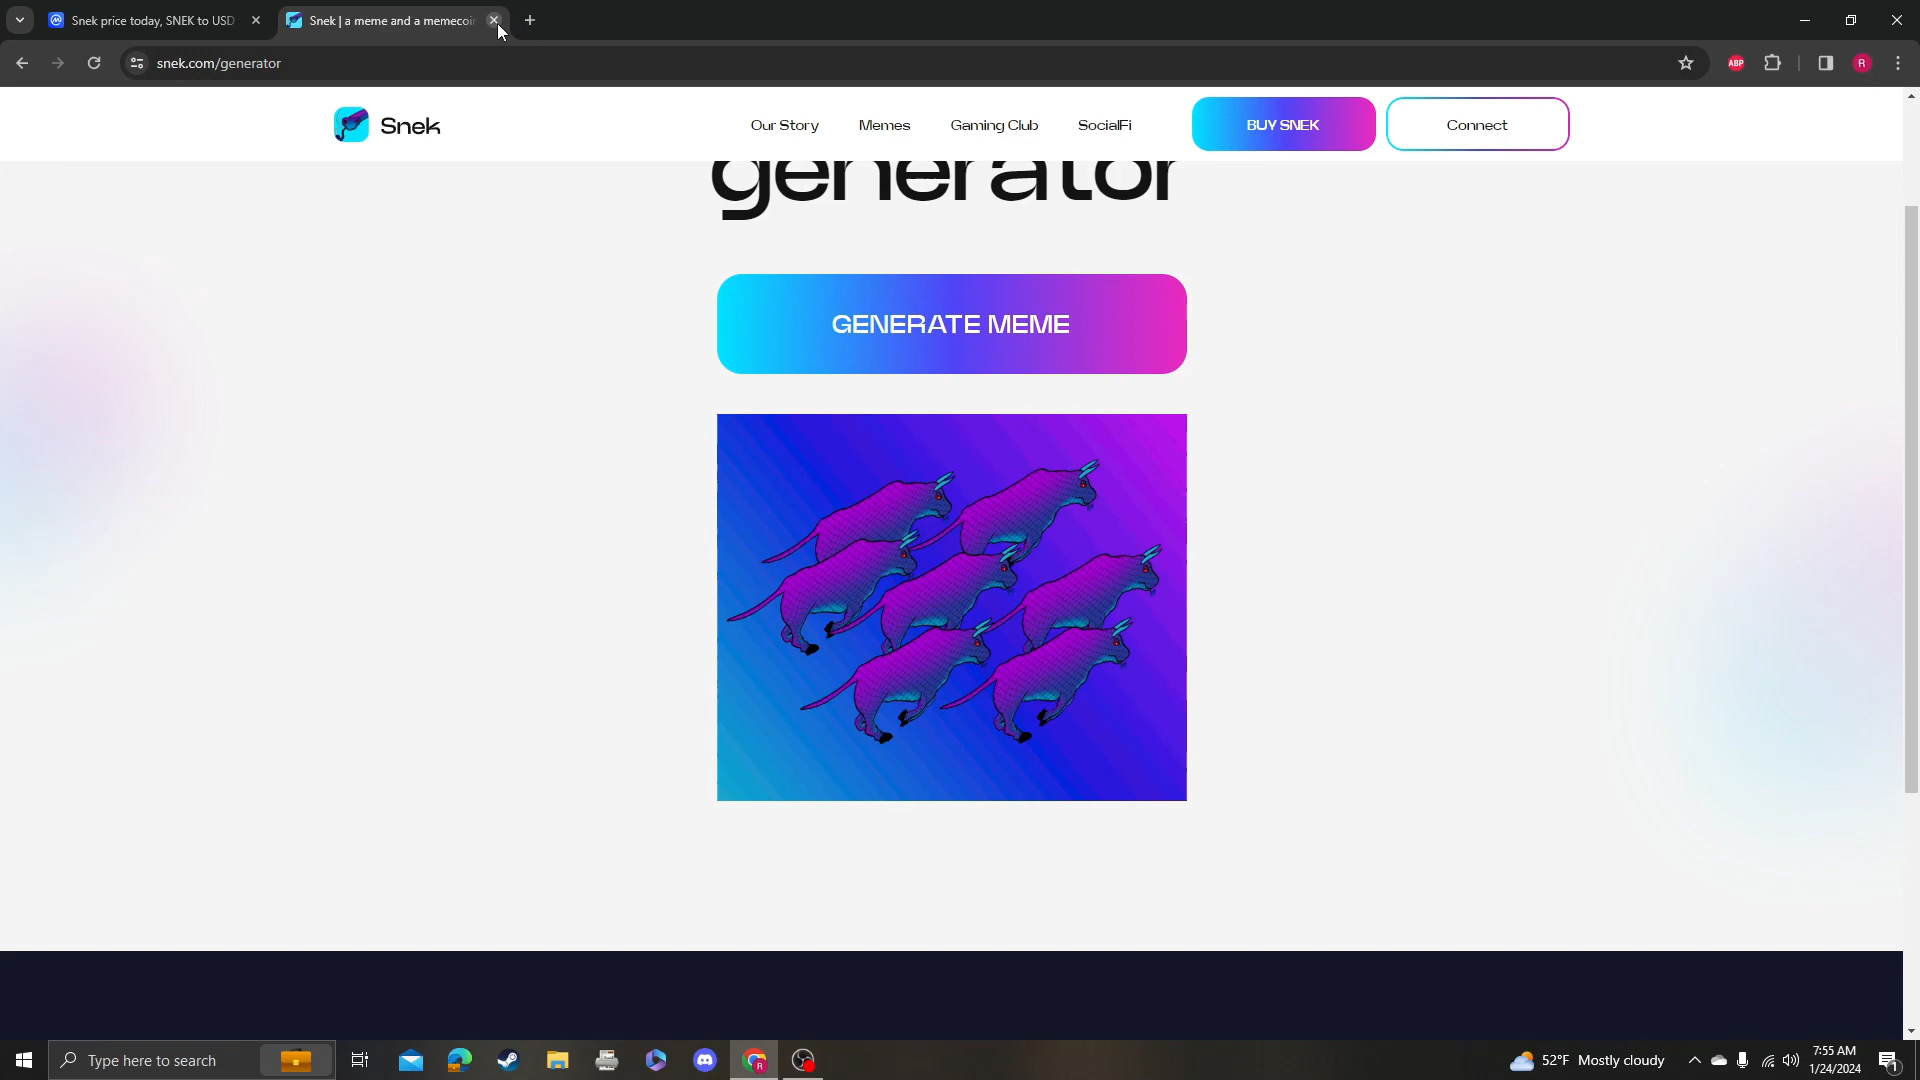 Snek price today, SNEK to USD
Snek | a meme and a memecoin
snek.com/generator
ABP
R
Snek
Our Story
Memes
Gaming Club
SocialFi
BUY SNEK
Connect
generator
GENERATE MEME
Type here to search
R
52°F Mostly cloudy
7:55 AM
1/24/2024
1